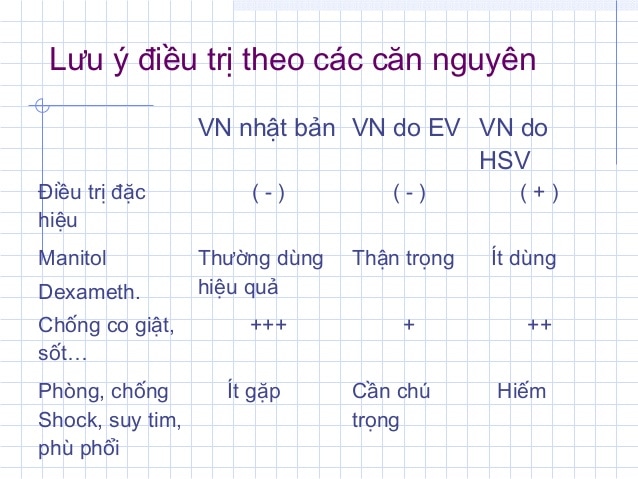 Lưu ý điều trị theo các căn nguyên
VN nhật bản VN do EV VN do
HSV
Điều trị đặc ( - ) ( - ) ( + )
hiệu
Manitol Thường dùng Thận trọng Ít dùng
Dexameth. hiệu quả
Chống co giật, +++ + ++
sốt…
Phòng, chống Ít gặp Cần chú Hiếm
Shock, suy tim, trọng
phù phổi